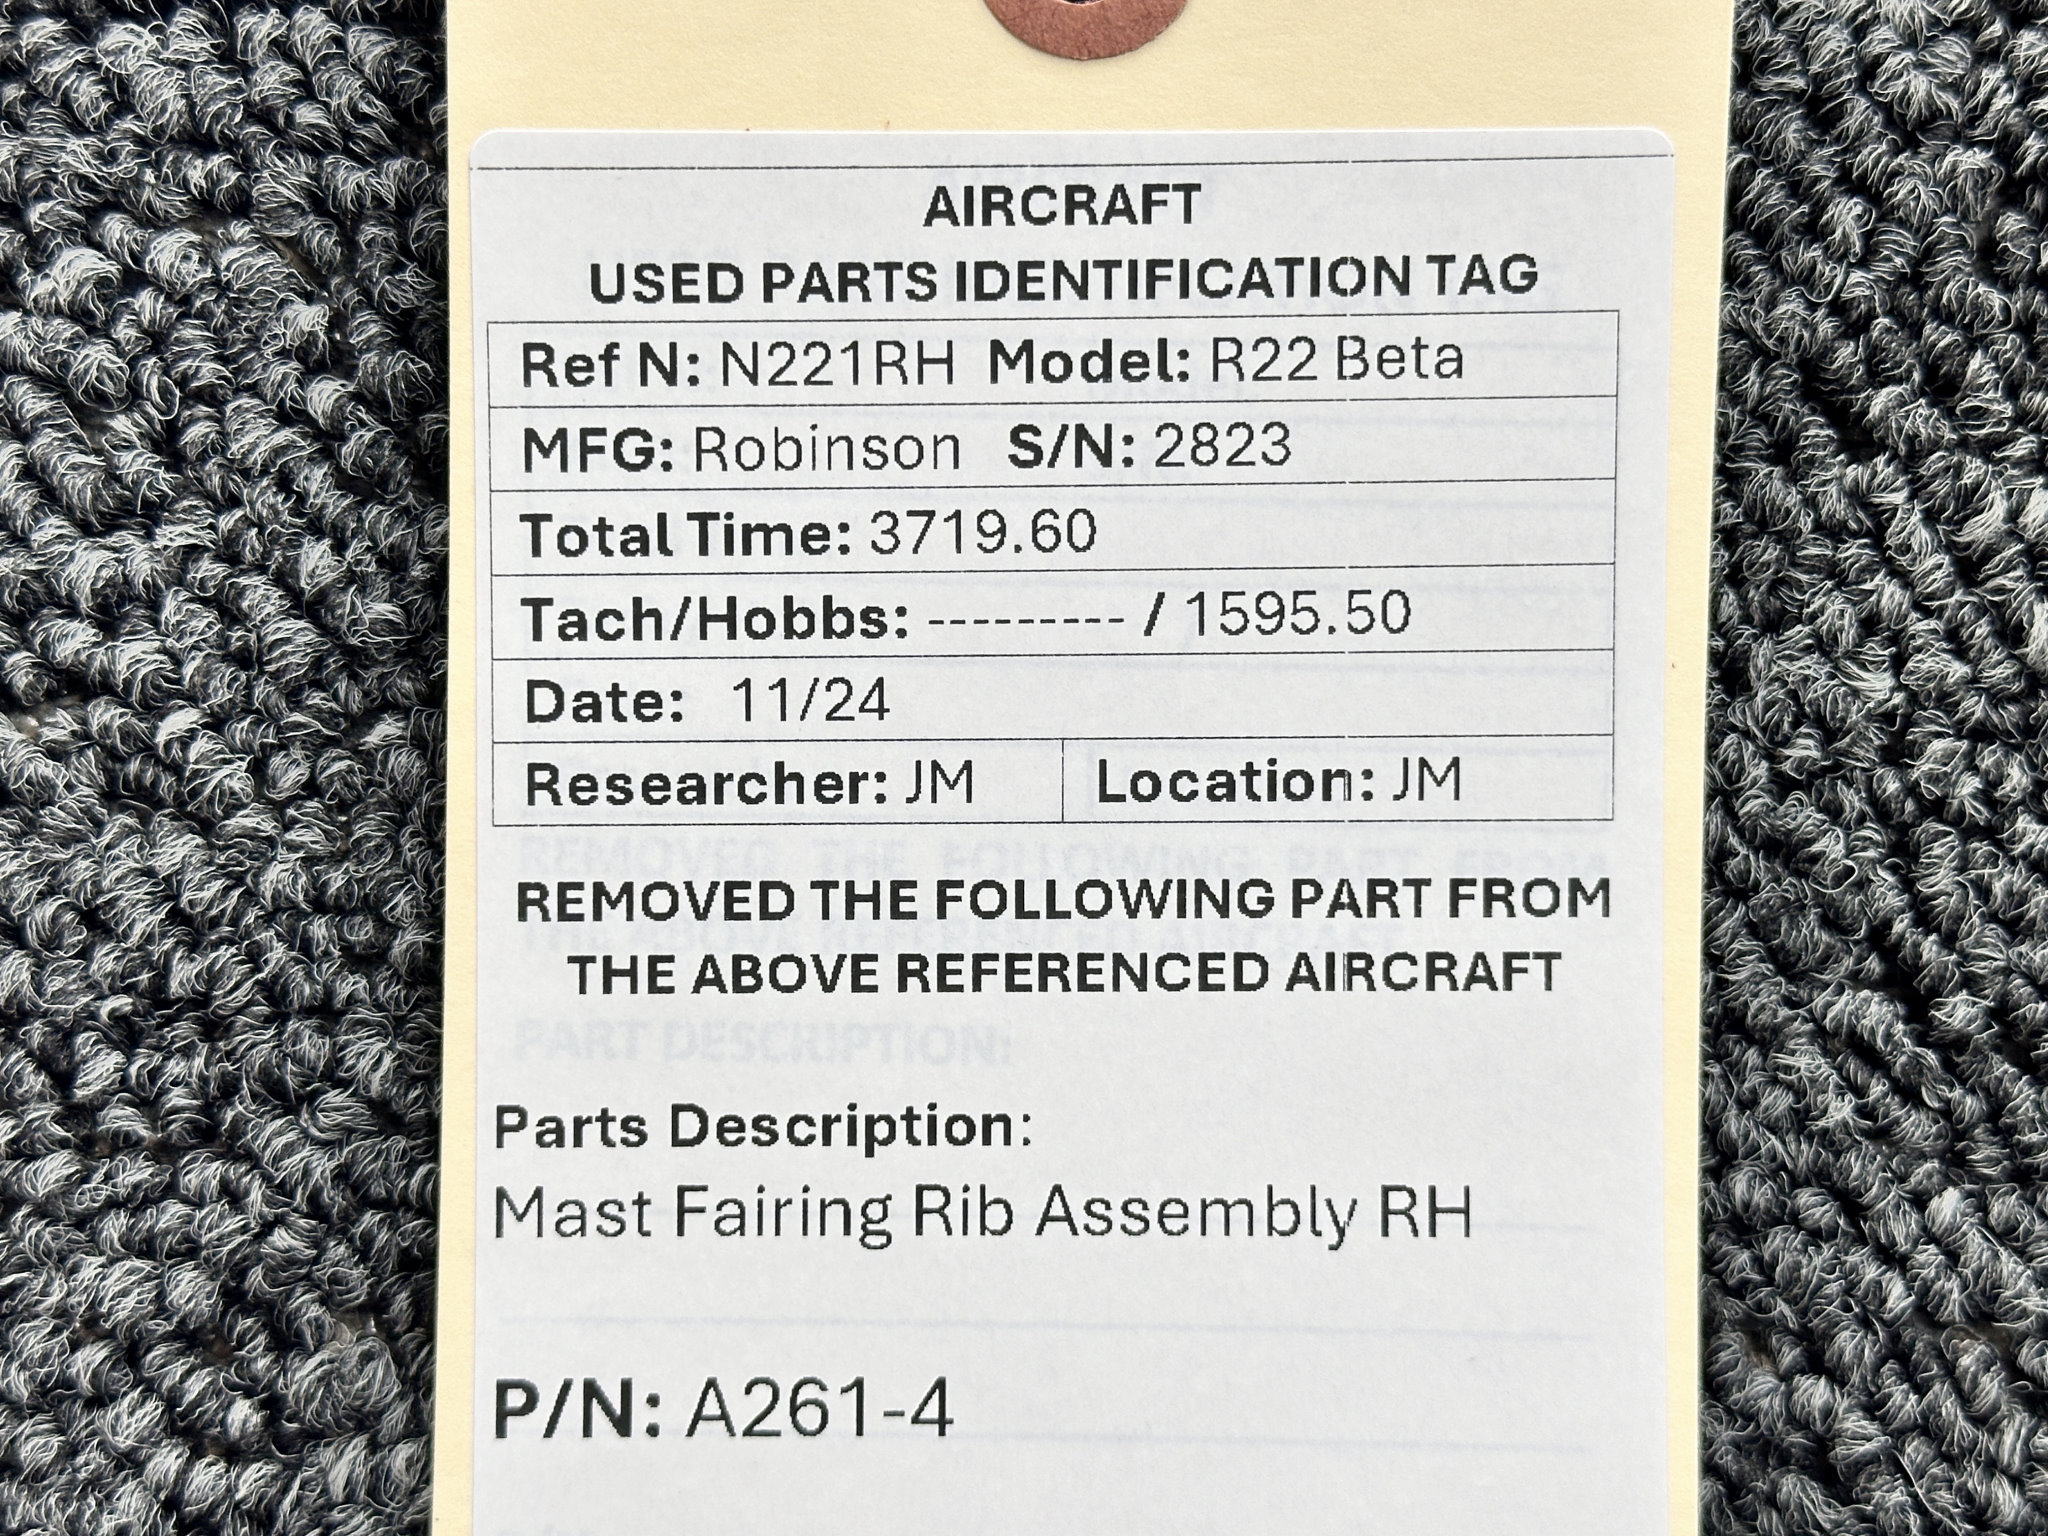 AIRCRAFT
USED PARTS IDENTIFICATION TAG
Ref N: N221RH Model: R22 Beta
MFG: Robinson S/N: 2823
Total Time: 3719.60
Tach/Hobbs: --------- / 1595.50
Date: 11/24
Researcher: JM Location: JM
REMOVED THE FOLLOWING PART FROM
THE ABOVE REFERENCED AIRCRAFT
PART DESCRIPTION:
Parts Description:
Mast Fairing Rib Assembly RH
P/N: A261-4